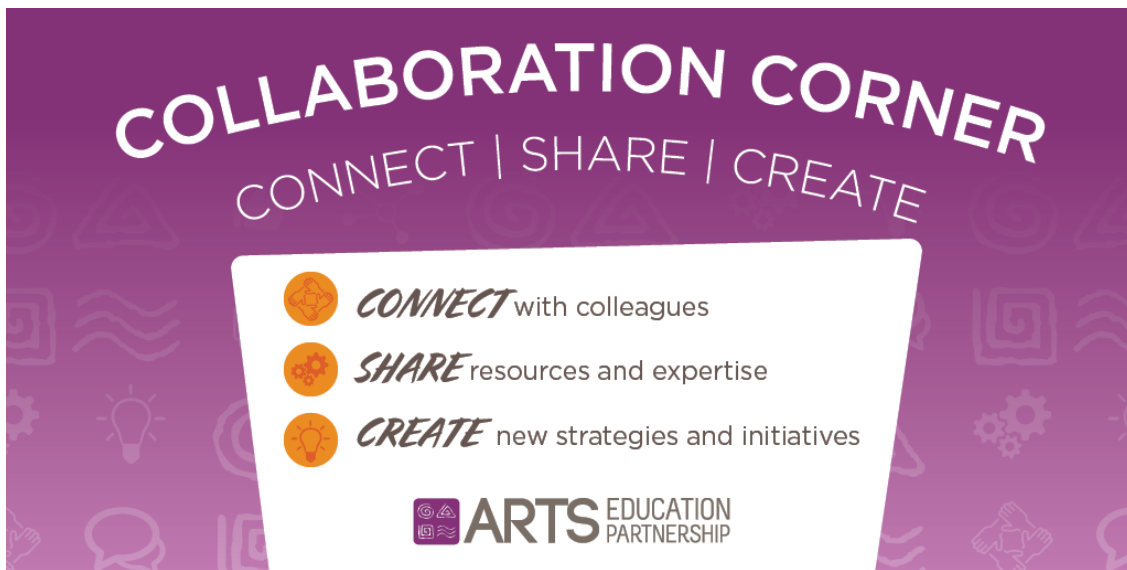 COLLABORATION CORNER
CONNECT | SHARE | CREATE
CONNECT with colleagues
SHARE resources and expertise
CREATE new strategies and initiatives
ARTS EDUCATION
PARTNERSHIP